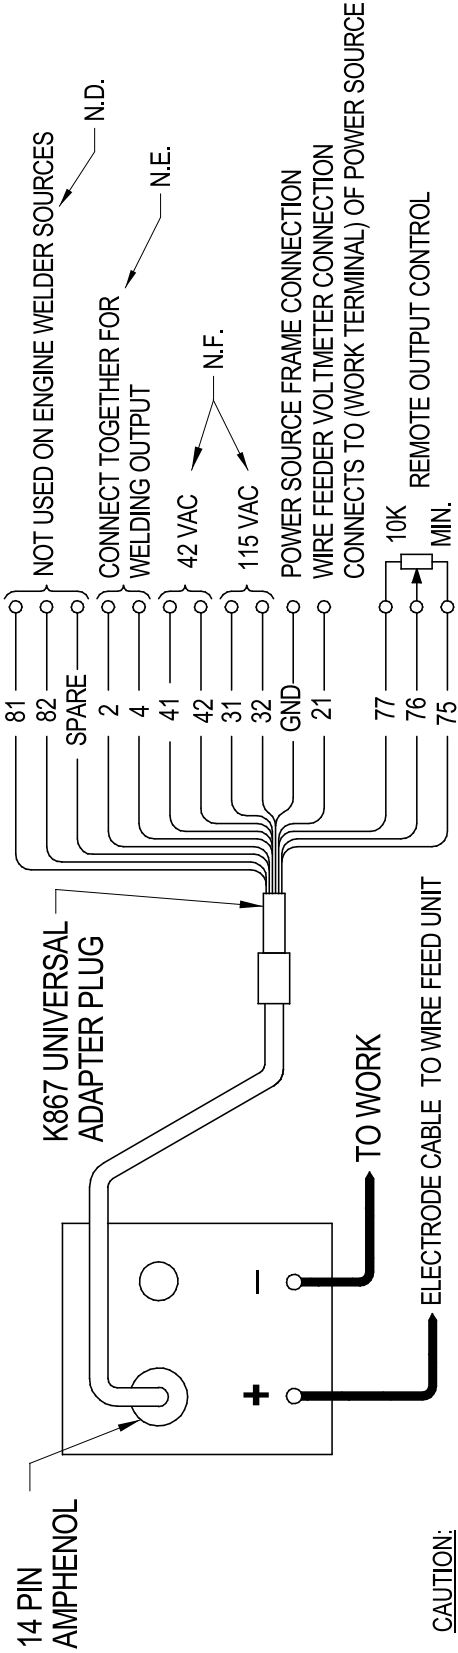 14 PIN
AMPHENOL
K867 UNIVERSAL
ADAPTER PLUG
81
82
SPARE
2
4
41
42
31
32
GND
21
77
76
75
NOT USED ON ENGINE WELDER SOURCES
N.D.
CONNECT TOGETHER FOR
WELDING OUTPUT
N.E.
42 VAC
115 VAC
N.F.
POWER SOURCE FRAME CONNECTION
WIRE FEEDER VOLTMETER CONNECTION
CONNECTS TO (WORK TERMINAL) OF POWER SOURCE
10K
REMOTE OUTPUT CONTROL
MIN.
+
–
TO WORK
ELECTRODE CABLE TO WIRE FEED UNIT
CAUTION: